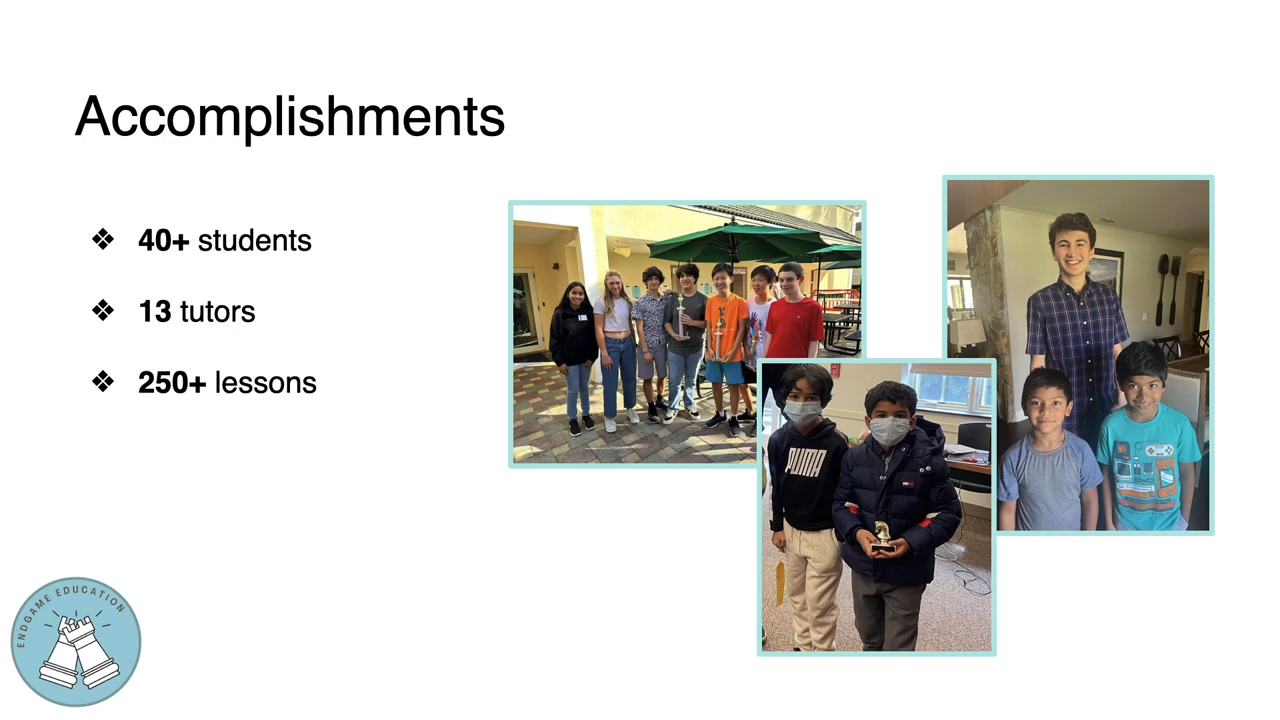 Accomplishments
❖ 40+ students
❖ 13 tutors
❖ 250+ lessons
PUMA
ENDGAME EDUCATION